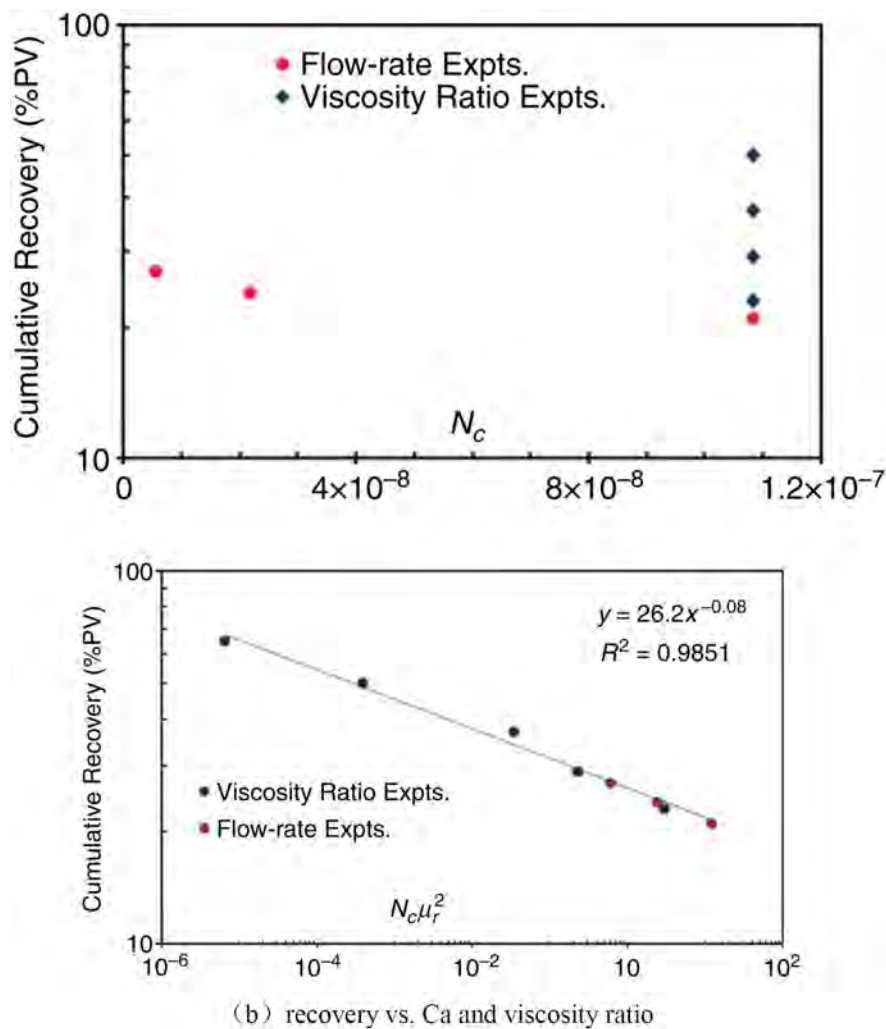 100
Cumulative Recovery (%PV)
Flow-rate Expts.
Viscosity Ratio Expts.
N_c
10
0
4×10⁻⁸
8×10⁻⁸
1.2×10⁻⁷
100
Cumulative Recovery (%PV)
y = 26.2x⁻⁰·⁰⁸
R² = 0.9851
Viscosity Ratio Expts.
Flow-rate Expts.
N_cμ_r²
10
10⁻⁶
10⁻⁴
10⁻²
10
10²
(b) recovery vs. Ca and viscosity ratio